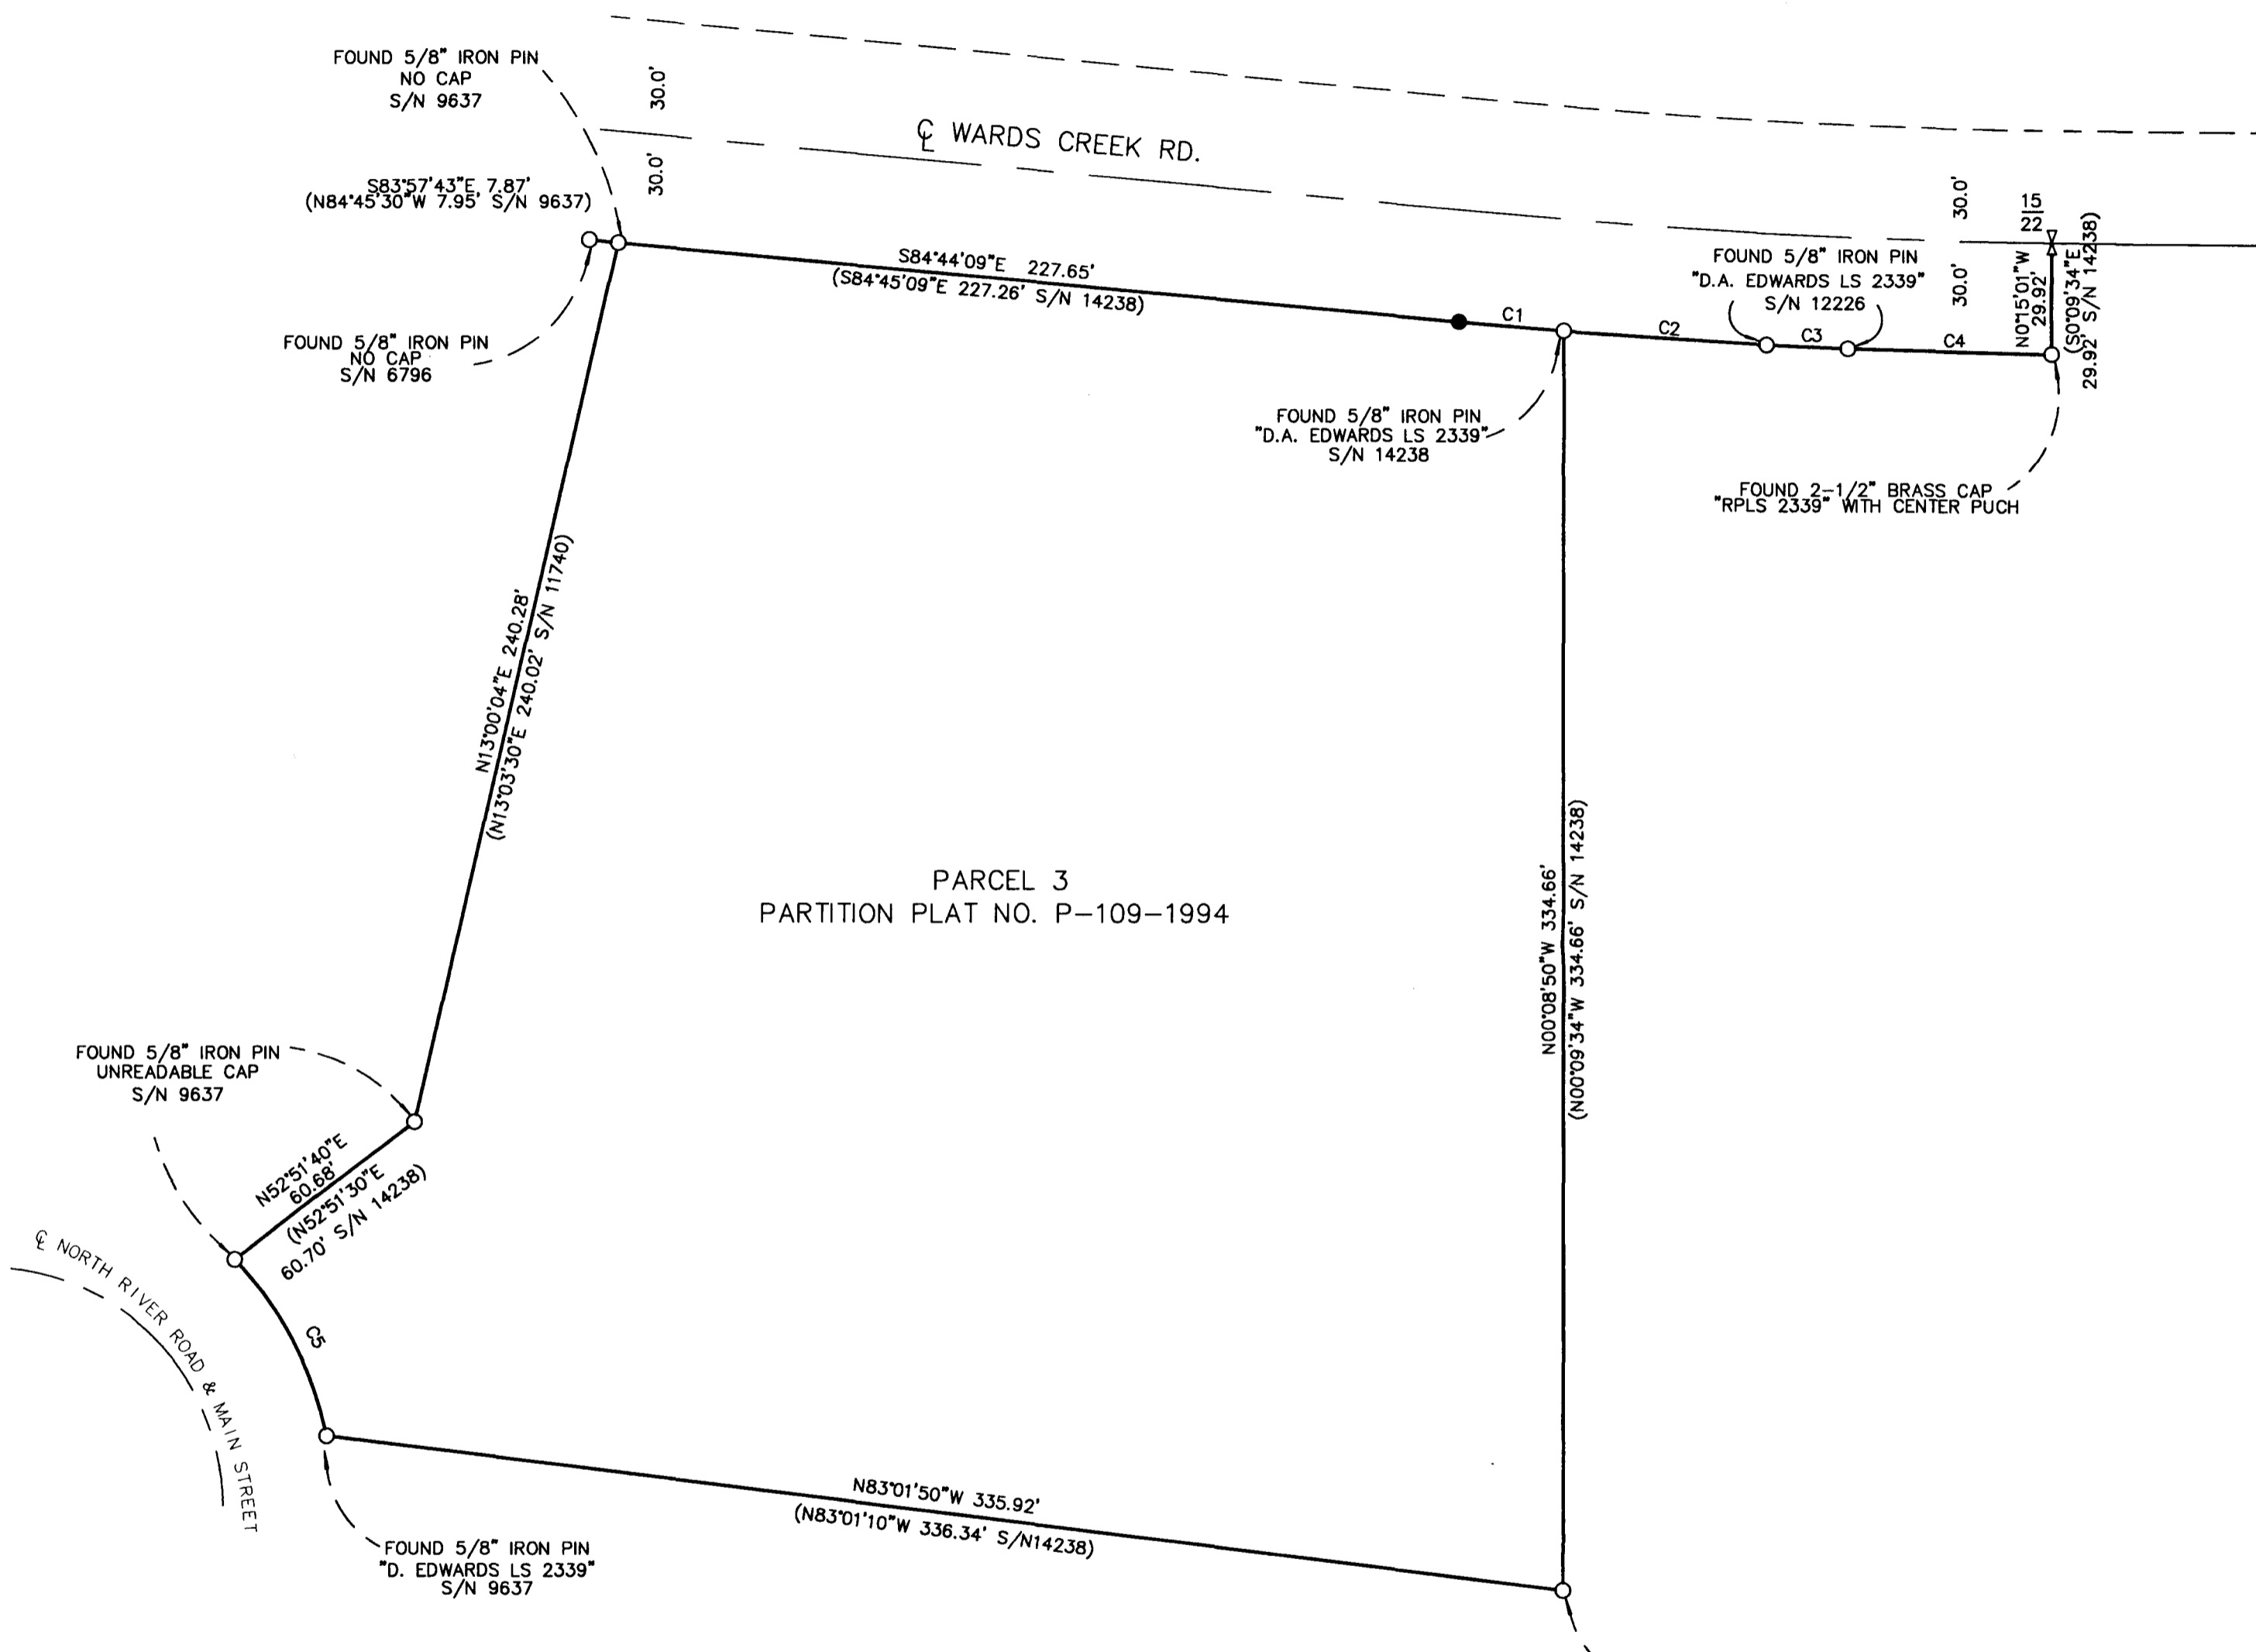 FOUND 5/8" IRON PIN
NO CAP
S/N 9637
30.0'
30.0'
℄ WARDS CREEK RD.
S83°57'43"E, 7.87'
(N84°45'30"W 7.95' S/N 9637)
S84°44'09"E 227.65'
(S84°45'09"E 227.26' S/N 14238)
FOUND 5/8" IRON PIN
NO CAP
S/N 6796
C1
C2
C3
C4
FOUND 5/8" IRON PIN
"D.A. EDWARDS LS 2339"
S/N 12226
30.0'
30.0'
15
22
N0°15'01"W
29.92'
(S0°09'34"E
29.92' S/N 14238)
FOUND 5/8" IRON PIN
"D.A. EDWARDS LS 2339"
S/N 14238
FOUND 2-1/2" BRASS CAP
"RPLS 2339" WITH CENTER PUCH
N13°00'04"E 240.28'
(N13°03'30"E 240.02' S/N 11740)
PARCEL 3
PARTITION PLAT NO. P-109-1994
N00°08'50"W 334.66'
(N00°09'34"W 334.66' S/N 14238)
FOUND 5/8" IRON PIN
UNREADABLE CAP
S/N 9637
N52°51'40"E
60.68'
(N52°51'30"E
60.70' S/N 14238)
℄ NORTH RIVER ROAD & MAIN STREET
C5
N83°01'50"W 335.92'
(N83°01'10"W 336.34' S/N14238)
FOUND 5/8" IRON PIN
"D. EDWARDS LS 2339"
S/N 9637